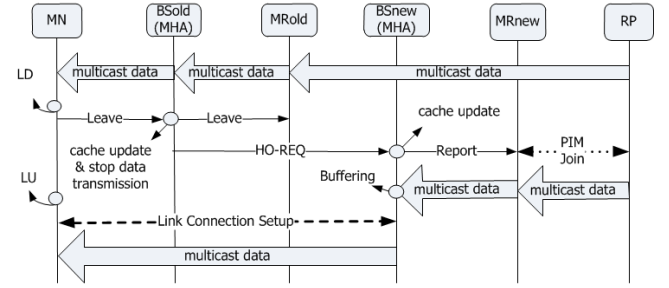 MN
BSold
(MHA)
MRold
BSnew
(MHA)
MRnew
RP
LD
multicast data
multicast data
multicast data
Leave
Leave
cache update
cache update
& stop data
transmission
HO-REQ
Report
PIM
Join
LU
Buffering
multicast data
multicast data
Link Connection Setup
multicast data